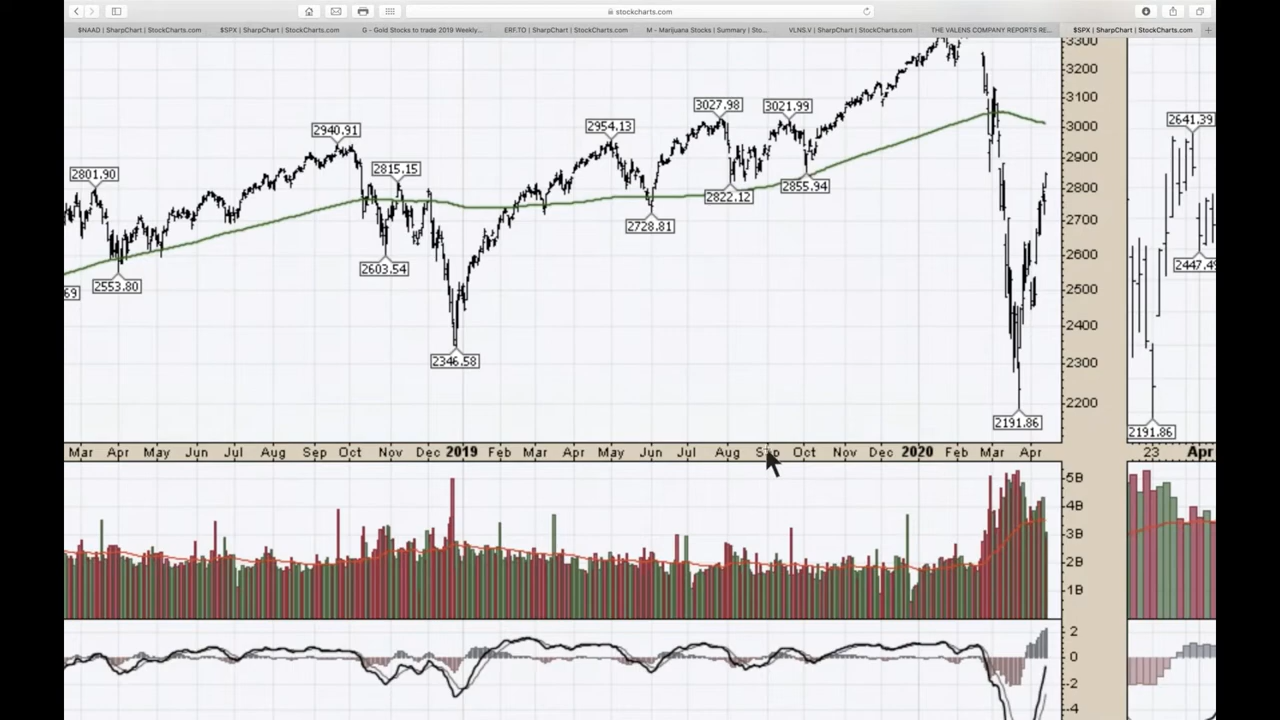 stockcharts.com
$NAAD | SharpChart | StockCharts.com
$SPX | SharpChart | StockCharts.com
G - Gold Stocks to trade 2019 Weekly...
ERF.TO | SharpChart | StockCharts.com
M - Marijuana Stocks | Summary | Sto...
VLNS.V | SharpChart | StockCharts.com
THE VALENS COMPANY REPORTS RE...
$SPX | SharpChart | StockCharts.com
3300
3200
3100
3000
2900
2800
2700
2600
2500
2400
2300
2200
2801.90
2553.80
69
2940.91
2815.15
2603.54
2346.58
2954.13
2728.81
3027.98
2822.12
3021.99
2855.94
2191.86
2641.39
2447.49
2191.86
Mar Apr May Jun Jul Aug Sep Oct Nov Dec 2019 Feb Mar Apr May Jun Jul Aug Sep Oct Nov Dec 2020 Feb Mar Apr
23 Apr
5B
4B
3B
2B
1B
2
0
-2
-4